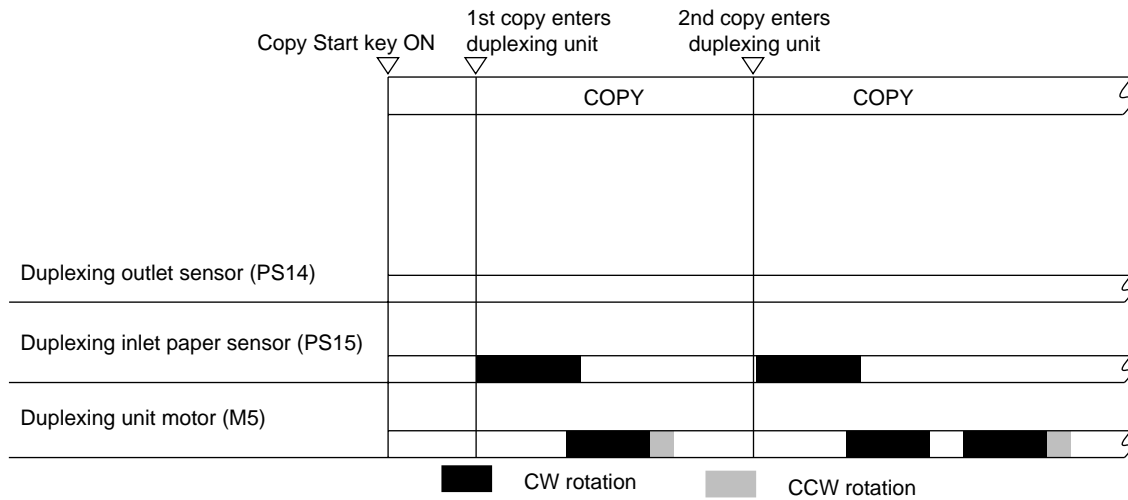 1st copy enters
duplexing unit
2nd copy enters
duplexing unit
Copy Start key ON
COPY
COPY
Duplexing outlet sensor (PS14)
Duplexing inlet paper sensor (PS15)
Duplexing unit motor (M5)
CW rotation
CCW rotation